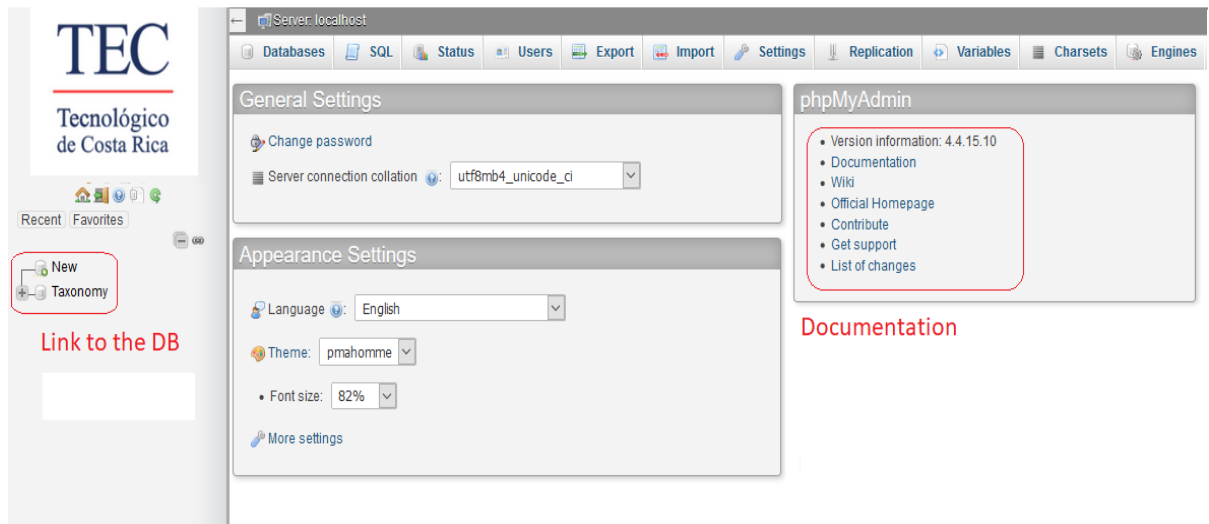 TEC
Tecnológico
de Costa Rica
Recent Favorites
New
Taxonomy
Link to the DB
Server: localhost
Databases SQL Status Users Export Import Settings Replication Variables Charsets Engines
General Settings
Change password
Server connection collation : utf8mb4_unicode_ci
Appearance Settings
Language : English
Theme: pmahomme
• Font size: 82%
More settings
phpMyAdmin
• Version information: 4.4.15.10
• Documentation
• Wiki
• Official Homepage
• Contribute
• Get support
• List of changes
Documentation